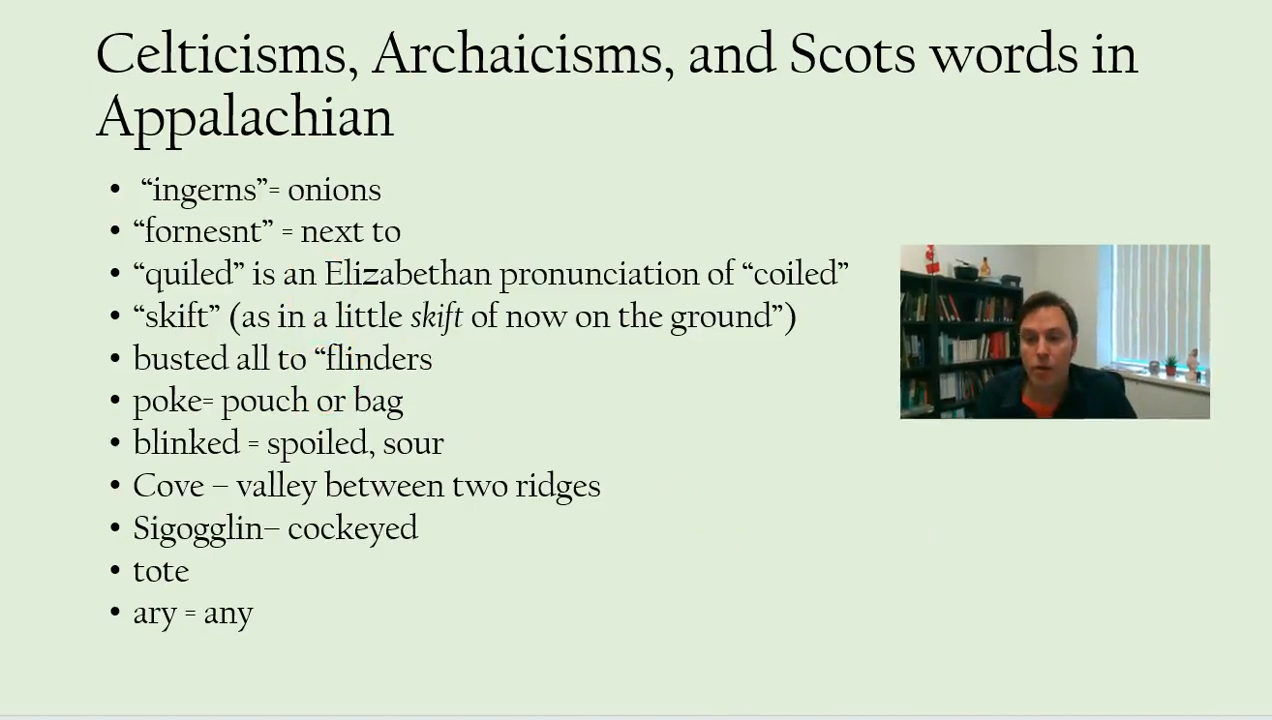 Celticisms, Archaicisms, and Scots words in
Appalachian
• “ingerns”= onions
• “fornesnt” = next to
• “quiled” is an Elizabethan pronunciation of “coiled”
• “skift” (as in a little skift of now on the ground”)
• busted all to “flinders
• poke= pouch or bag
• blinked = spoiled, sour
• Cove – valley between two ridges
• Sigogglin– cockeyed
• tote
• ary = any